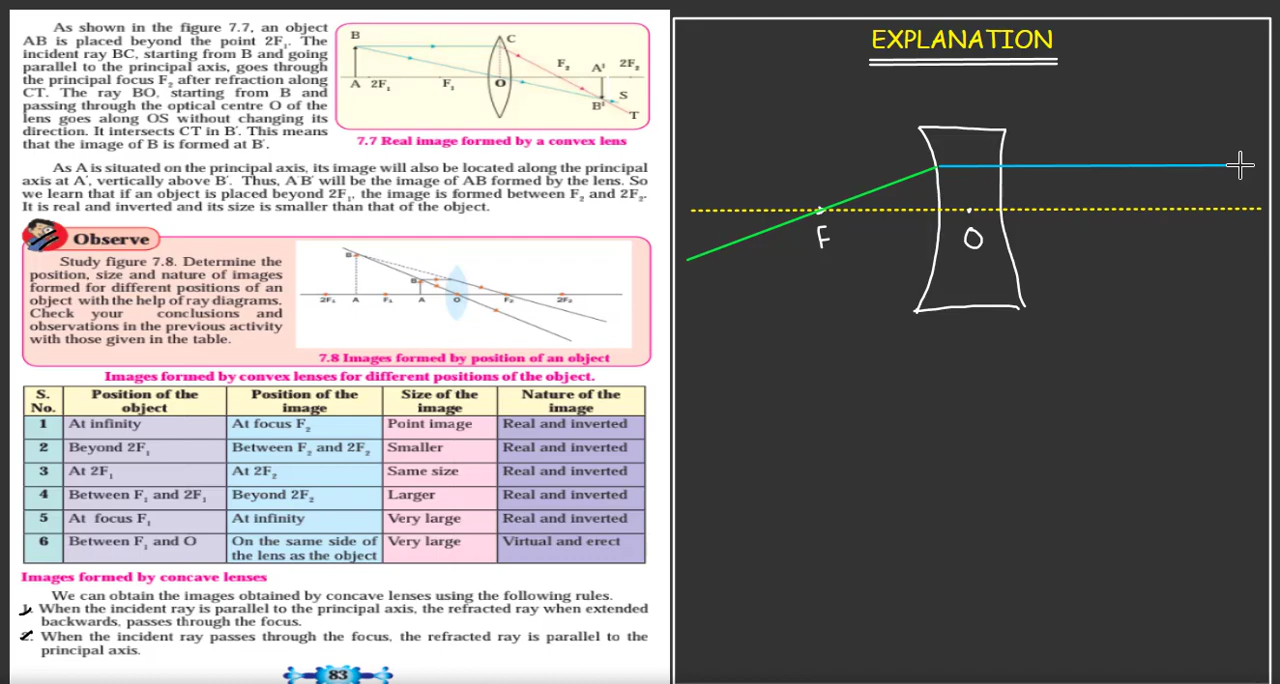 As shown in the figure 7.7, an object
AB is placed beyond the point 2F₁. The
incident ray BC, starting from B and going
parallel to the principal axis, goes through
the principal focus F₂ after refraction along
CT. The ray BO, starting from B and
passing through the optical centre O of the
lens goes along OS without changing its
direction. It intersects CT in B′. This means
that the image of B is formed at B′.
B
C
F₂
A¹
2F₂
A
2F₁
F₁
O
B¹
S
T
7.7 Real image formed by a convex lens
As A is situated on the principal axis, its image will also be located along the principal
axis at A′, vertically above B′. Thus, A′B′ will be the image of AB formed by the lens. So
we learn that if an object is placed beyond 2F₁, the image is formed between F₂ and 2F₂.
It is real and inverted and its size is smaller than that of the object.
Observe
Study figure 7.8. Determine the
position, size and nature of images
formed for different positions of an
object with the help of ray diagrams.
Check your conclusions and
observations in the previous activity
with those given in the table.
B
B
2F₁
A
F₁
A
O
F₂
2F₂
7.8 Images formed by position of an object
Images formed by convex lenses for different positions of the object.
S. No. Position of the object Position of the image Size of the image Nature of the image
1 At infinity At focus F₂ Point image Real and inverted
2 Beyond 2F₁ Between F₂ and 2F₂ Smaller Real and inverted
3 At 2F₁ At 2F₂ Same size Real and inverted
4 Between F₁ and 2F₁ Beyond 2F₂ Larger Real and inverted
5 At focus F₁ At infinity Very large Real and inverted
6 Between F₁ and O On the same side of the lens as the object Very large Virtual and erect
Images formed by concave lenses
We can obtain the images obtained by concave lenses using the following rules.
1. When the incident ray is parallel to the principal axis, the refracted ray when extended
backwards, passes through the focus.
2. When the incident ray passes through the focus, the refracted ray is parallel to the
principal axis.
83
EXPLANATION
F
O